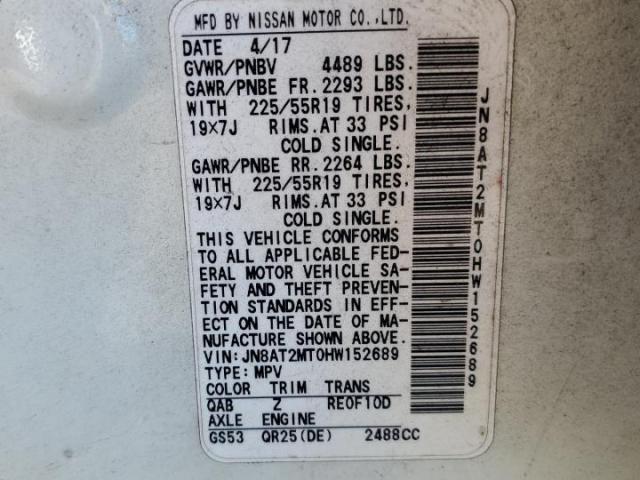 MFD BY NISSAN MOTOR CO.,LTD.
DATE 4/17
GVWR/PNBV 4489 LBS.
GAWR/PNBE FR. 2293 LBS.
WITH 225/55R19 TIRES,
19×7J RIMS. AT 33 PSI
COLD SINGLE.
GAWR/PNBE RR. 2264 LBS.
WITH 225/55R19 TIRES,
19×7J RIMS. AT 33 PSI
COLD SINGLE.
THIS VEHICLE CONFORMS
TO ALL APPLICABLE FED-
ERAL MOTOR VEHICLE SA-
FETY AND THEFT PREVEN-
TION STANDARDS IN EFF-
ECT ON THE DATE OF MA-
NUFACTURE SHOWN ABOVE.
VIN:JN8AT2MT0HW152689
TYPE: MPV
COLOR TRIM TRANS
QAB Z RE0F10D
AXLE ENGINE
GS53 QR25(DE) 2488CC
JN8AT2MT0HW152689